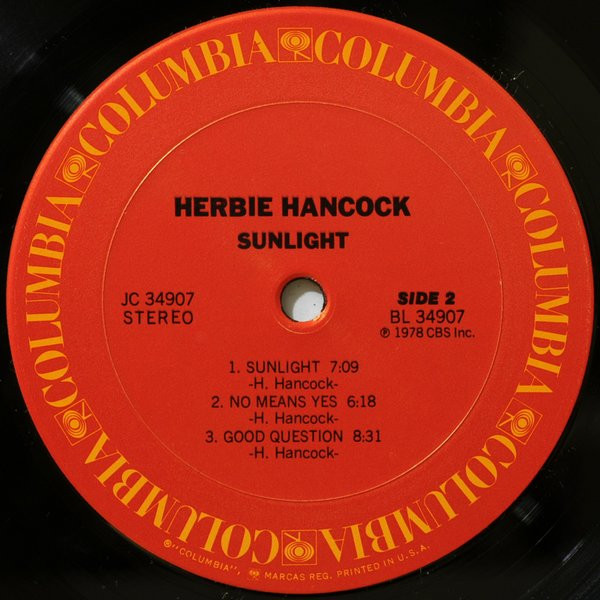 COLUMBIA COLUMBIA COLUMBIA COLUMBIA COLUMBIA COLUMBIA COLUMBIA COLUMBIA
HERBIE HANCOCK
SUNLIGHT
JC 34907
STEREO
SIDE 2
BL 34907
℗ 1978 CBS Inc.
1. SUNLIGHT 7:09
-H. Hancock-
2. NO MEANS YES 6:18
-H. Hancock-
3. GOOD QUESTION 8:31
-H. Hancock-
®"COLUMBIA", MARCAS REG. PRINTED IN U.S.A.